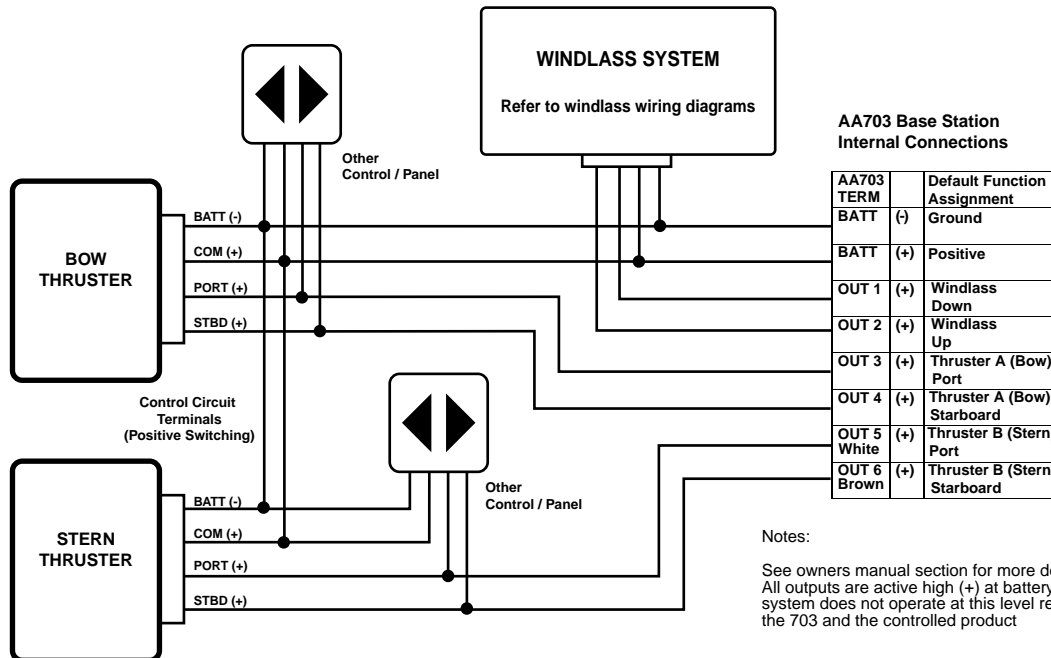 WINDLASS SYSTEM
Refer to windlass wiring diagrams
Other
Control / Panel
BOW
THRUSTER
BATT (-)
COM (+)
PORT (+)
STBD (+)
Control Circuit
Terminals
(Positive Switching)
STERN
THRUSTER
BATT (-)
COM (+)
PORT (+)
STBD (+)
Other
Control / Panel
AA703 Base Station
Internal Connections
AA703 TERM Default Function Assignment
BATT (-) Ground
BATT (+) Positive
OUT 1 (+) Windlass Down
OUT 2 (+) Windlass Up
OUT 3 (+) Thruster A (Bow) Port
OUT 4 (+) Thruster A (Bow) Starboard
OUT 5 White (+) Thruster B (Stern Port
OUT 6 Brown (+) Thruster B (Stern Starboard
Notes:
See owners manual section for more de
All outputs are active high (+) at battery
system does not operate at this level re
the 703 and the controlled product